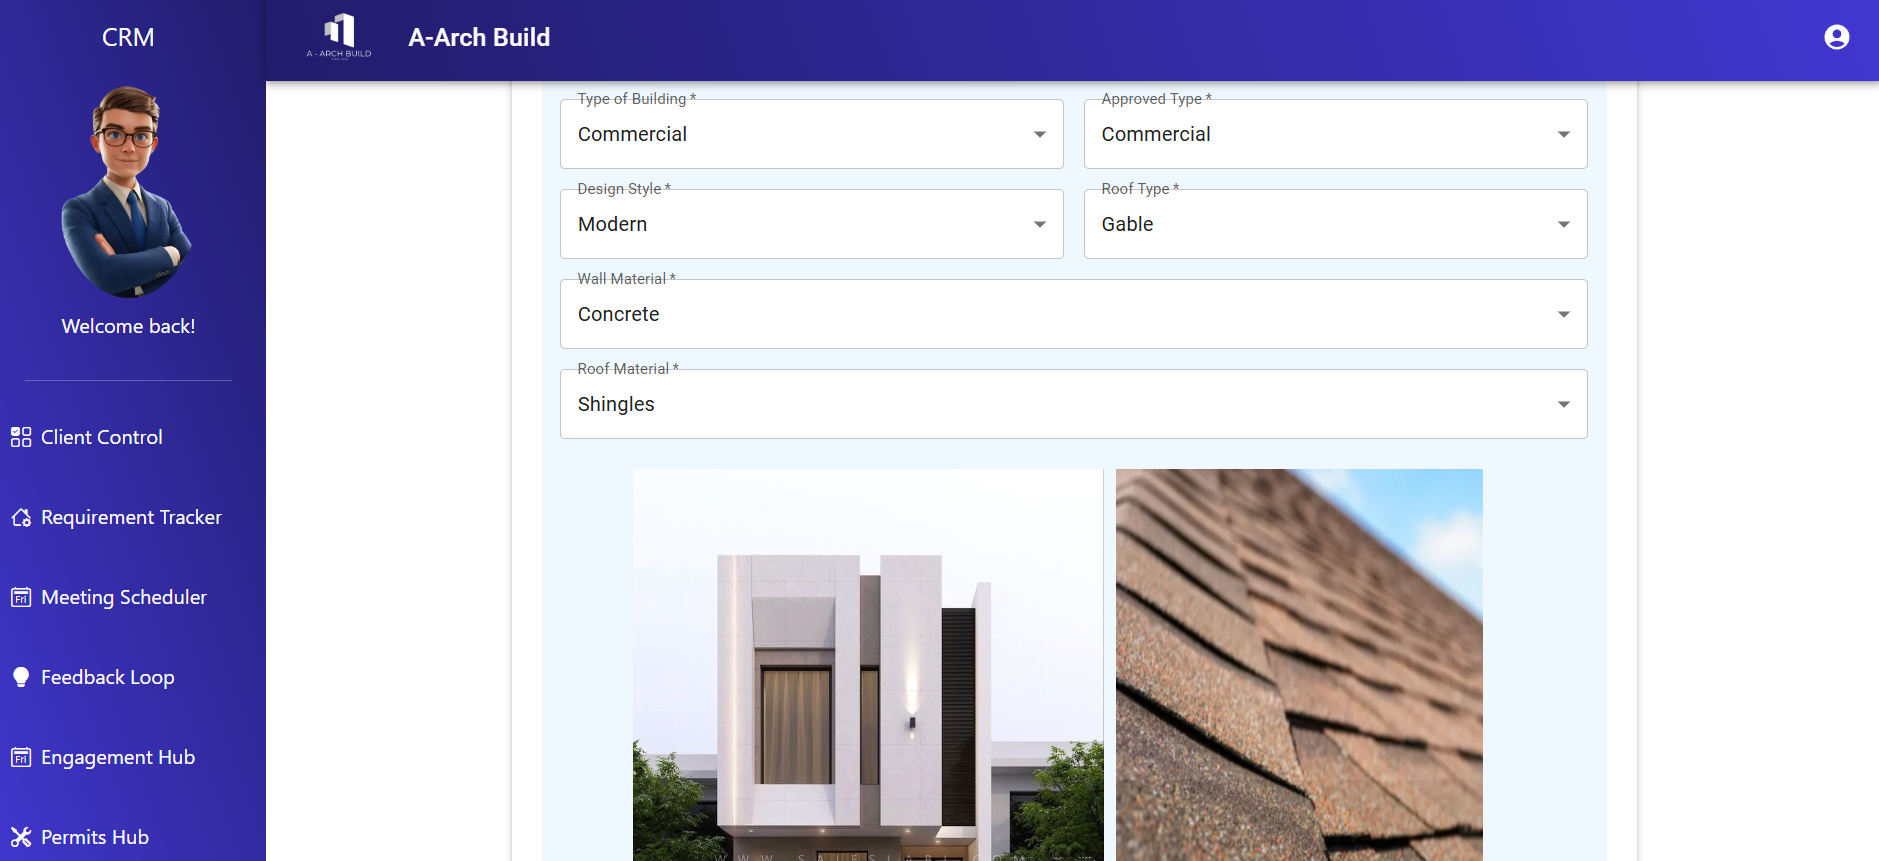 CRM
A - ARCH BUILD
A-Arch Build
Welcome back!
Client Control
Requirement Tracker
Fri
Meeting Scheduler
Feedback Loop
Fri
Engagement Hub
Permits Hub
Type of Building *
Commercial
Approved Type *
Commercial
Design Style *
Modern
Roof Type *
Gable
Wall Material *
Concrete
Roof Material *
Shingles